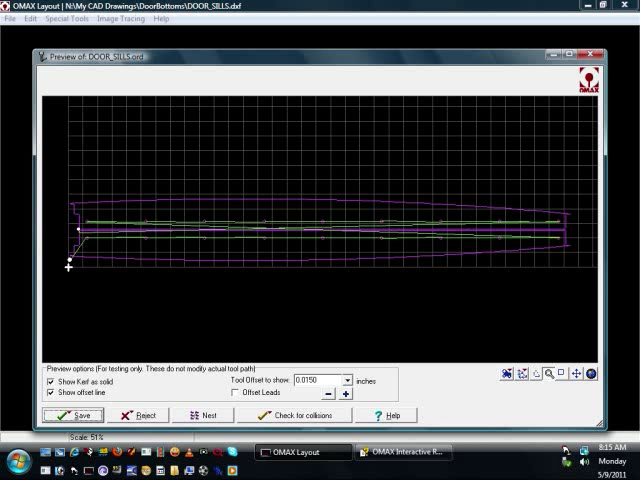 OMAX Layout | N:\My CAD Drawings\DoorBottoms\DOOR_SILLS.dxf
File Edit Special Tools Image Tracing Help
Preview of: DOOR_SILLS.ord
OMAX
Preview options (For testing only. These do not modify actual tool path)
Show Kerf as solid
Tool Offset to show: 0.0150 inches
Show offset line
Offset Leads
Save Reject Nest Check for collisions Help
Scale: 51%
OMAX Layout
OMAX Interactive R...
8:15 AM
Monday
5/9/2011